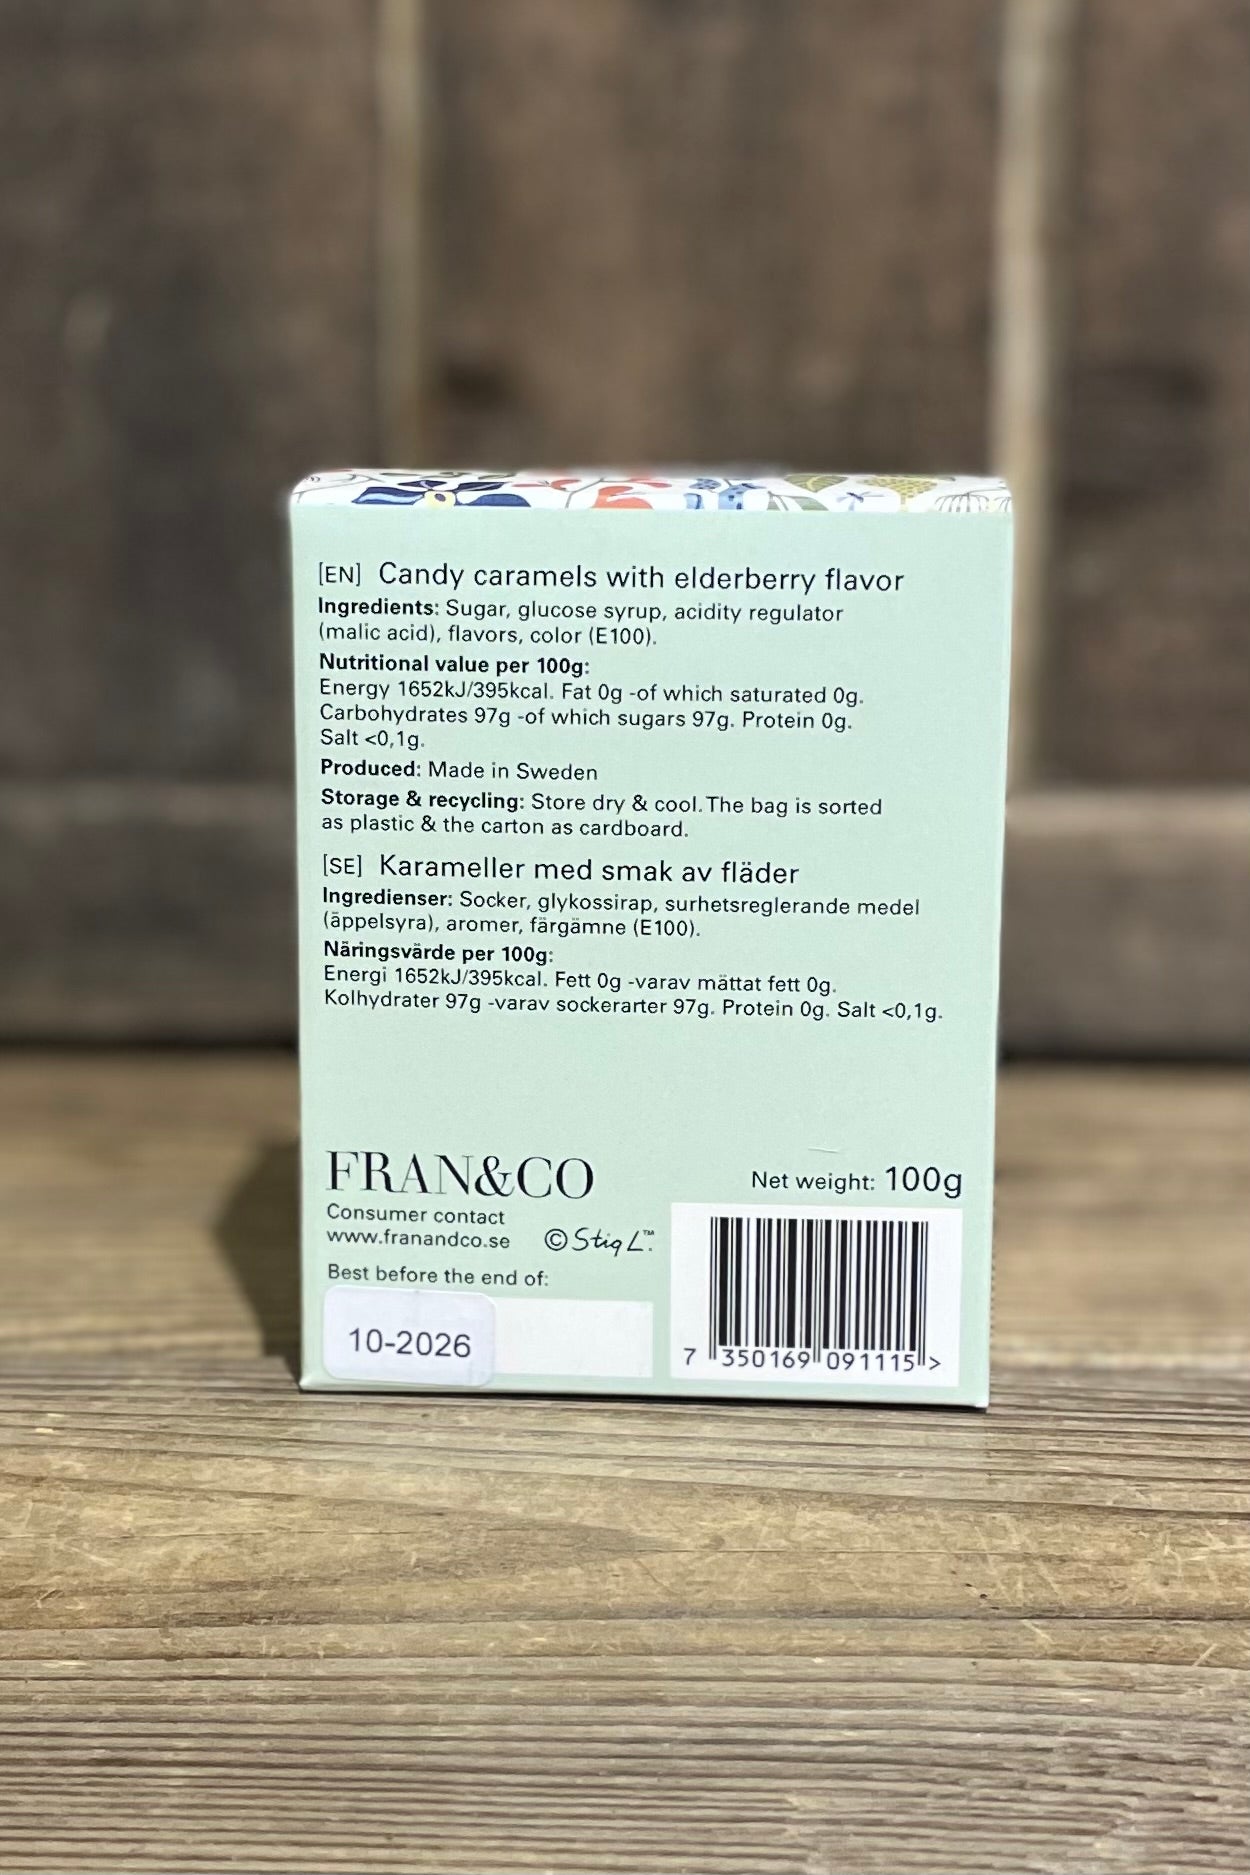 [EN] Candy caramels with elderberry flavor
Ingredients: Sugar, glucose syrup, acidity regulator
(malic acid), flavors, color (E100).
Nutritional value per 100g:
Energy 1652kJ/395kcal. Fat 0g -of which saturated 0g.
Carbohydrates 97g -of which sugars 97g. Protein 0g.
Salt <0,1g.
Produced: Made in Sweden
Storage & recycling: Store dry & cool. The bag is sorted
as plastic & the carton as cardboard.
[SE] Karameller med smak av fläder
Ingredienser: Socker, glykossirap, surhetsreglerande medel
(äppelsyra), aromer, färgämne (E100).
Näringsvärde per 100g:
Energi 1652kJ/395kcal. Fett 0g -varav mättat fett 0g.
Kolhydrater 97g -varav sockerarter 97g. Protein 0g. Salt <0,1g.
FRAN&CO
Consumer contact
www.franandco.se
© Stig L.™
Best before the end of:
10-2026
Net weight: 100g
7 350169 091115 >